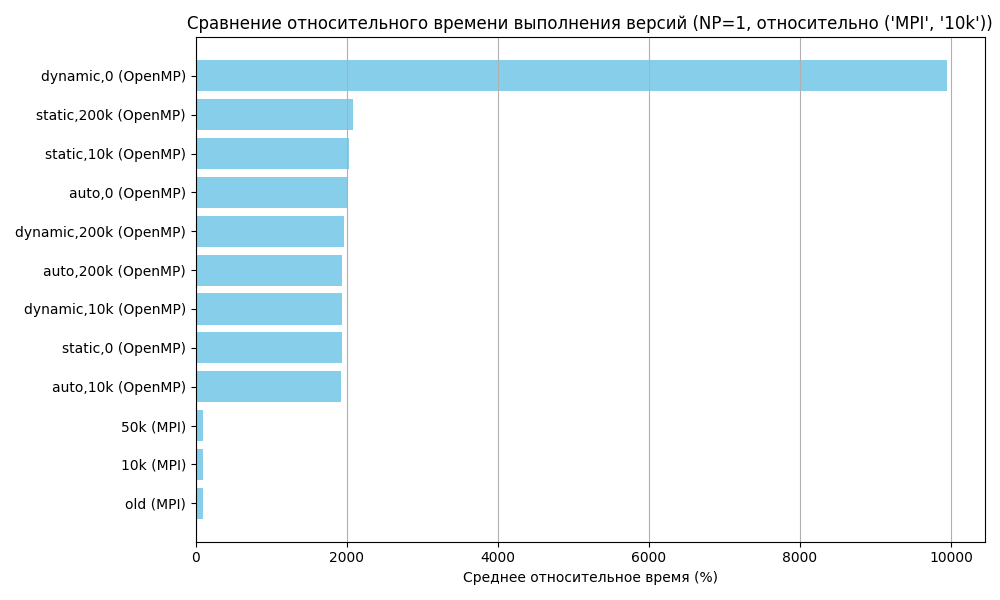 Сравнение относительного времени выполнения версий (NP=1, относительно ('MPI', '10k'))
dynamic,0 (OpenMP)
static,200k (OpenMP)
static,10k (OpenMP)
auto,0 (OpenMP)
dynamic,200k (OpenMP)
auto,200k (OpenMP)
dynamic,10k (OpenMP)
static,0 (OpenMP)
auto,10k (OpenMP)
50k (MPI)
10k (MPI)
old (MPI)
0 2000 4000 6000 8000 10000
Среднее относительное время (%)